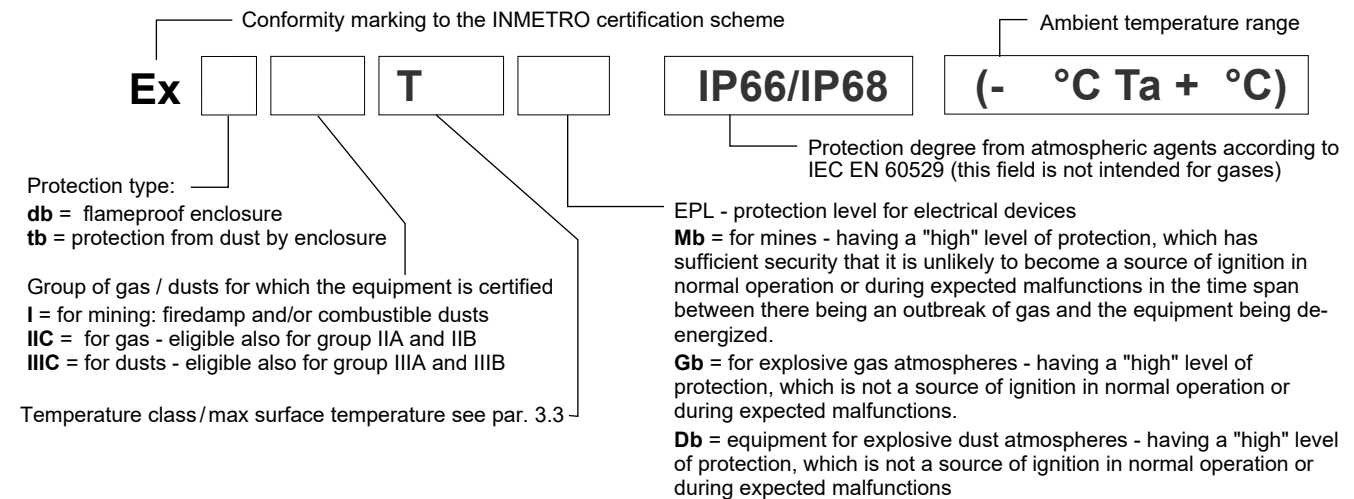 Conformity marking to the INMETRO certification scheme
Ambient temperature range
Ex T IP66/IP68 (- °C Ta + °C)
Protection degree from atmospheric agents according to
IEC EN 60529 (this field is not intended for gases)
Protection type:
db = flameproof enclosure
tb = protection from dust by enclosure
Group of gas / dusts for which the equipment is certified
I = for mining: firedamp and/or combustible dusts
IIC = for gas - eligible also for group IIA and IIB
IIIC = for dusts - eligible also for group IIIA and IIIB
Temperature class/max surface temperature see par. 3.3
EPL - protection level for electrical devices
Mb = for mines - having a "high" level of protection, which has
sufficient security that it is unlikely to become a source of ignition in
normal operation or during expected malfunctions in the time span
between there being an outbreak of gas and the equipment being de-
energized.
Gb = for explosive gas atmospheres - having a "high" level of
protection, which is not a source of ignition in normal operation or
during expected malfunctions.
Db = equipment for explosive dust atmospheres - having a "high" level
of protection, which is not a source of ignition in normal operation or
during expected malfunctions